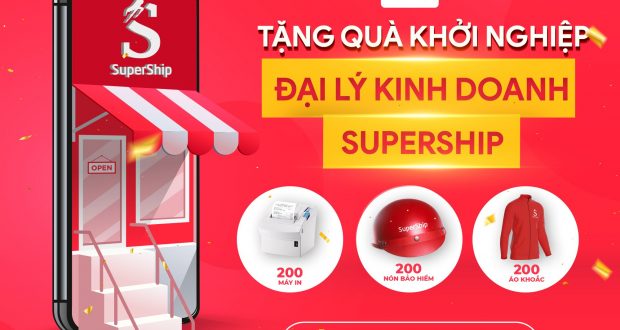 SuperShip
OPEN
TẶNG QUÀ KHỞI NGHIỆP
ĐẠI LÝ KINH DOANH
SUPERSHIP
200
MÁY IN
SuperShip
200
NÓN BẢO HIỂM
200
ÁO KHOÁC